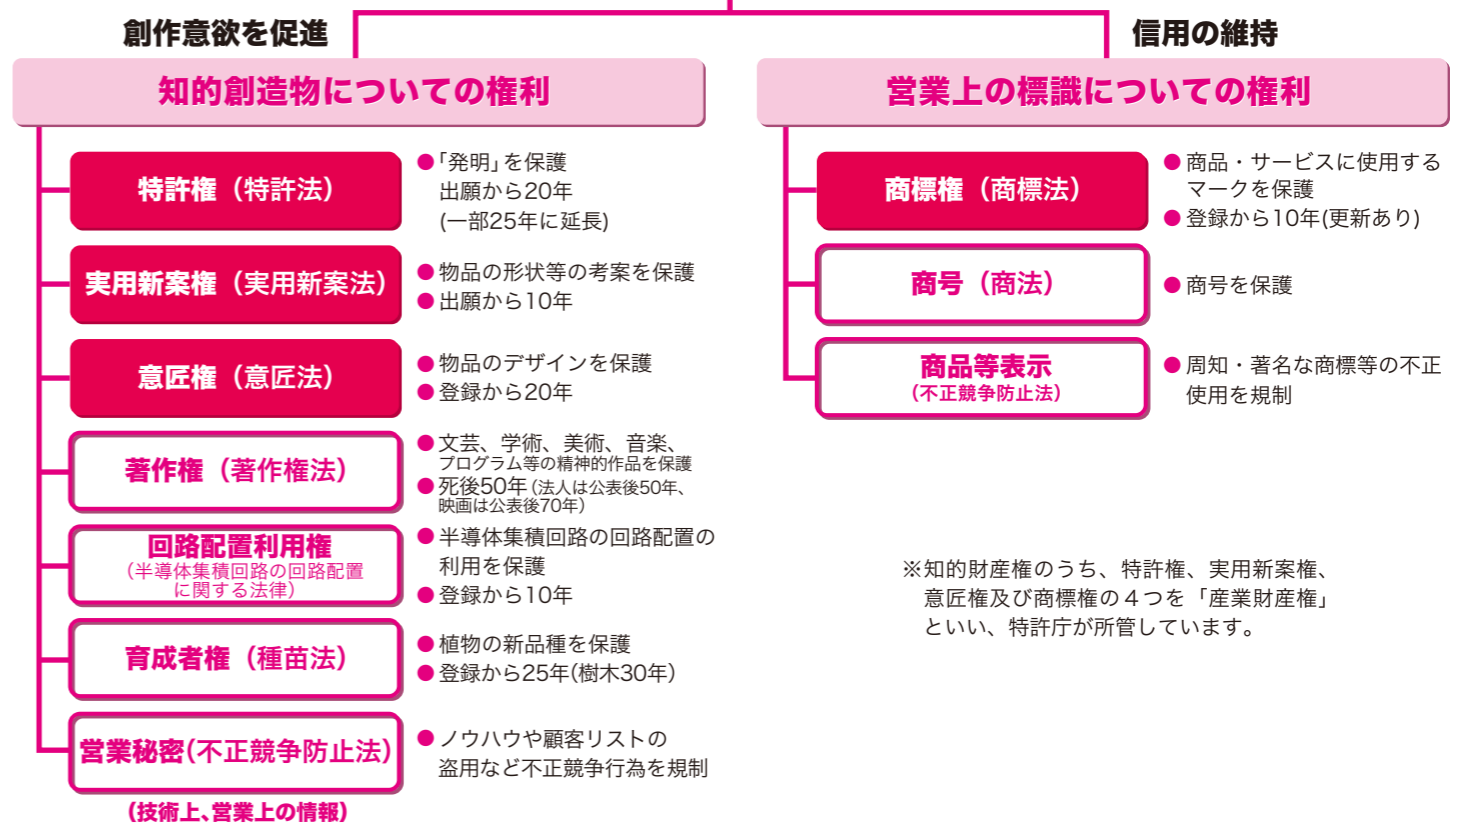 創作意欲を促進
知的創造物についての権利
特許権（特許法）
●「発明」を保護
出願から20年
(一部25年に延長)
実用新案権（実用新案法）
●物品の形状等の考案を保護
●出願から10年
意匠権（意匠法）
●物品のデザインを保護
●登録から20年
著作権（著作権法）
●文芸、学術、美術、音楽、
プログラム等の精神的作品を保護
●死後50年（法人は公表後50年、
映画は公表後70年）
回路配置利用権
（半導体集積回路の回路配置
に関する法律）
●半導体集積回路の回路配置の
利用を保護
●登録から10年
育成者権（種苗法）
●植物の新品種を保護
●登録から25年（樹木30年）
営業秘密(不正競争防止法)
●ノウハウや顧客リストの
盗用など不正競争行為を規制
(技術上、営業上の情報)
信用の維持
営業上の標識についての権利
商標権（商標法）
●商品・サービスに使用する
マークを保護
●登録から10年(更新あり)
商号（商法）
●商号を保護
商品等表示
（不正競争防止法）
●周知・著名な商標等の不正
使用を規制
※知的財産権のうち、特許権、実用新案権、
意匠権及び商標権の４つを「産業財産権」
といい、特許庁が所管しています。